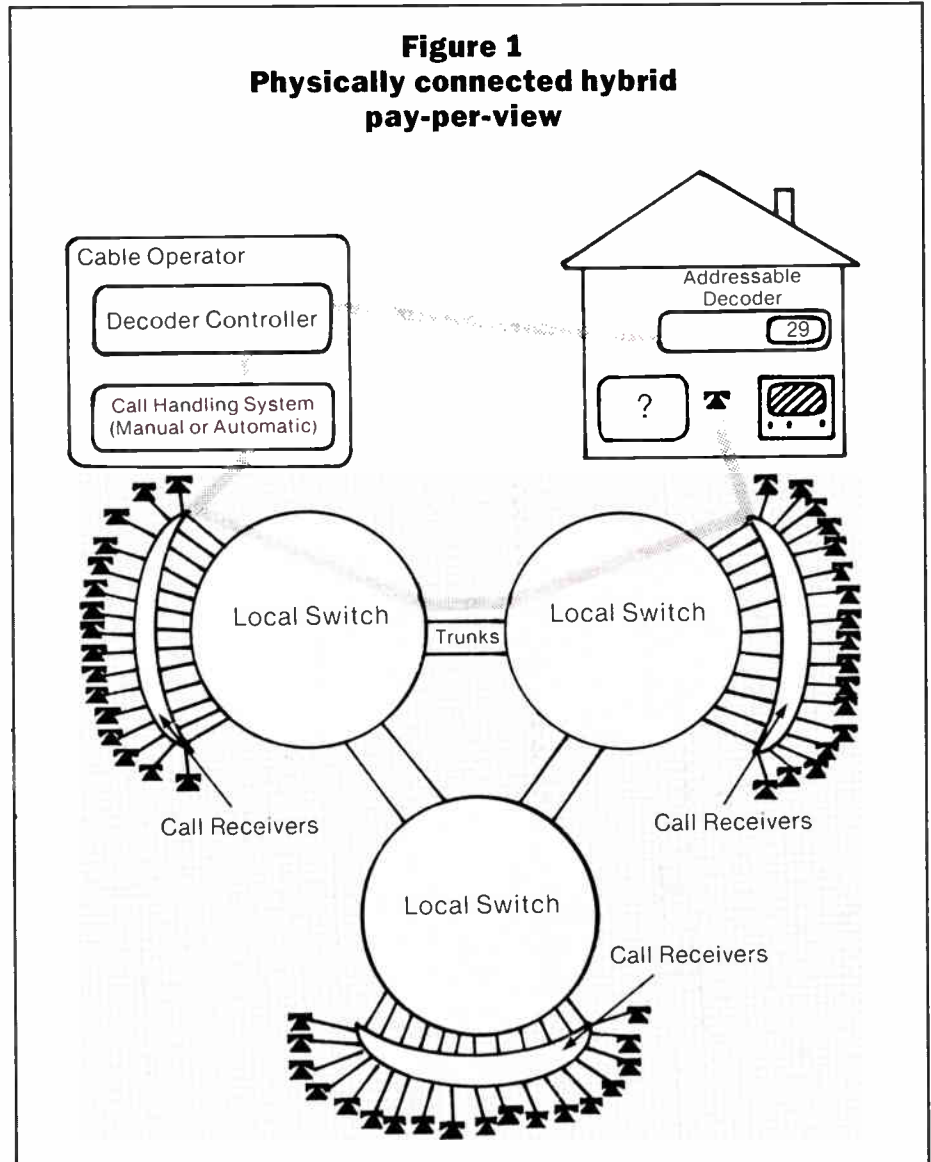 Figure 1
Physically connected hybrid
pay-per-view
Cable Operator
Decoder Controller
Call Handling System
(Manual or Automatic)
Addressable
Decoder
29
?
Local Switch
Trunks
Local Switch
Call Receivers
Call Receivers
Local Switch
Call Receivers